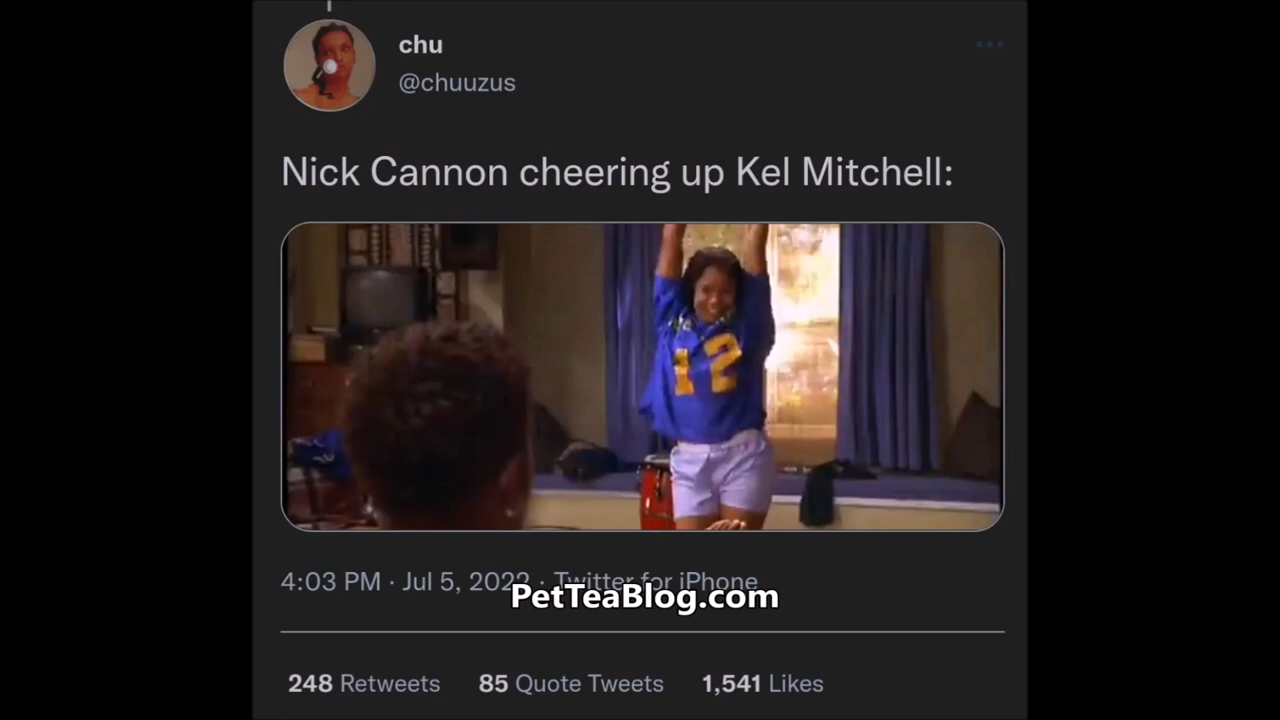 chu
@chuuzus
Nick Cannon cheering up Kel Mitchell:
12
4:03 PM · Jul 5, 2022 · Twitter for iPhone
PetTeaBlog.com
248 Retweets 85 Quote Tweets 1,541 Likes